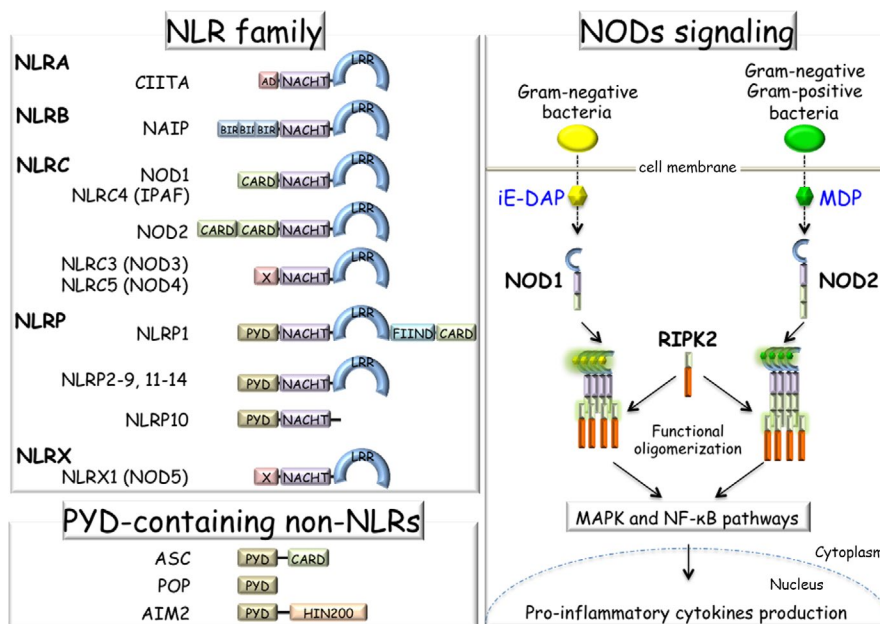 NLR family
NLRA
CIITA
AD NACHT LRR
NLRB
NAIP
BIR BIR BIR NACHT LRR
NLRC
NOD1
NLRC4 (IPAF)
CARD NACHT LRR
NOD2
CARD CARD NACHT LRR
NLRC3 (NOD3)
NLRC5 (NOD4)
X NACHT LRR
NLRP
NLRP1
PYD NACHT LRR FIIND CARD
NLRP2-9, 11-14
PYD NACHT LRR
NLRP10
PYD NACHT
NLRX
NLRX1 (NOD5)
X NACHT LRR
PYD-containing non-NLRs
ASC
PYD CARD
POP
PYD
AIM2
PYD HIN200
NODs signaling
Gram-negative
bacteria
Gram-negative
Gram-positive
bacteria
cell membrane
iE-DAP
MDP
NOD1
NOD2
RIPK2
Functional
oligomerization
MAPK and NF-κB pathways
Cytoplasm
Nucleus
Pro-inflammatory cytokines production